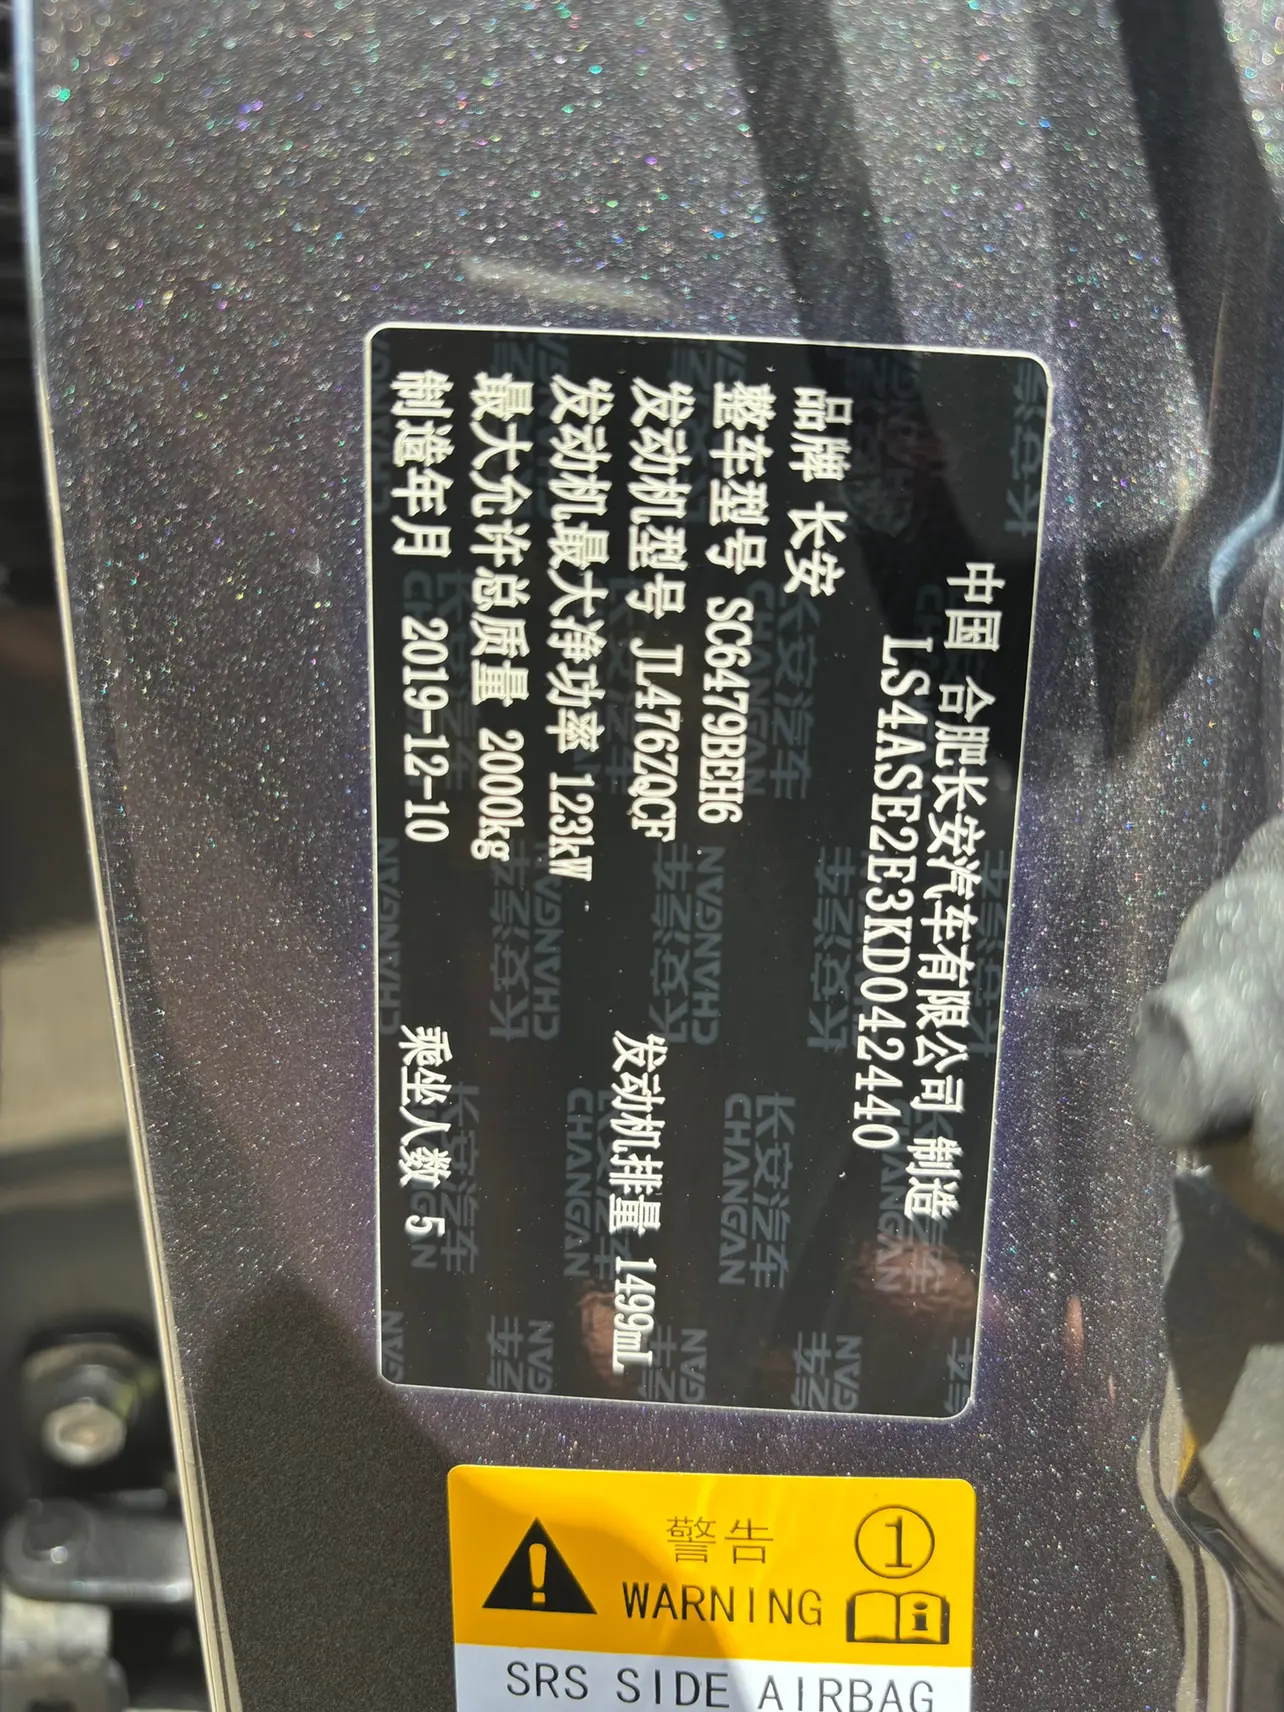 中国 合肥长安汽车有限公司 制造
LS4ASE2E3KD042440
品牌 长安
整车型号 SC6479BEH6
发动机型号 JL476ZQCF 发动机排量 1499mL
发动机最大净功率 123kW
最大允许总质量 2000kg
制造年月 2019-12-10 乘坐人数 5
警告
WARNING
1
SRS SIDE AIRBAG